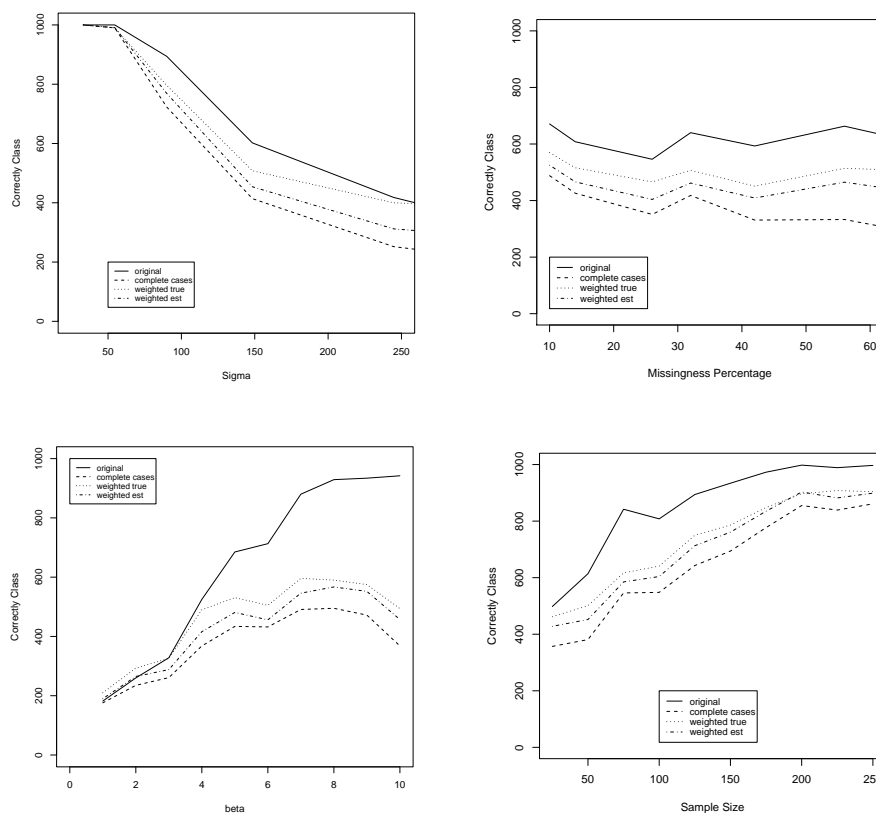 1000
800
600
400
200
0
Correctly Class
original
complete cases
weighted true
weighted est
50
100
150
200
250
Sigma
1000
800
600
400
200
0
Correctly Class
original
complete cases
weighted true
weighted est
10
20
30
40
50
60
Missingness Percentage
1000
800
600
400
200
0
Correctly Class
original
complete cases
weighted true
weighted est
0
2
4
6
8
10
beta
1000
800
600
400
200
0
Correctly Class
original
complete cases
weighted true
weighted est
50
100
150
200
250
Sample Size